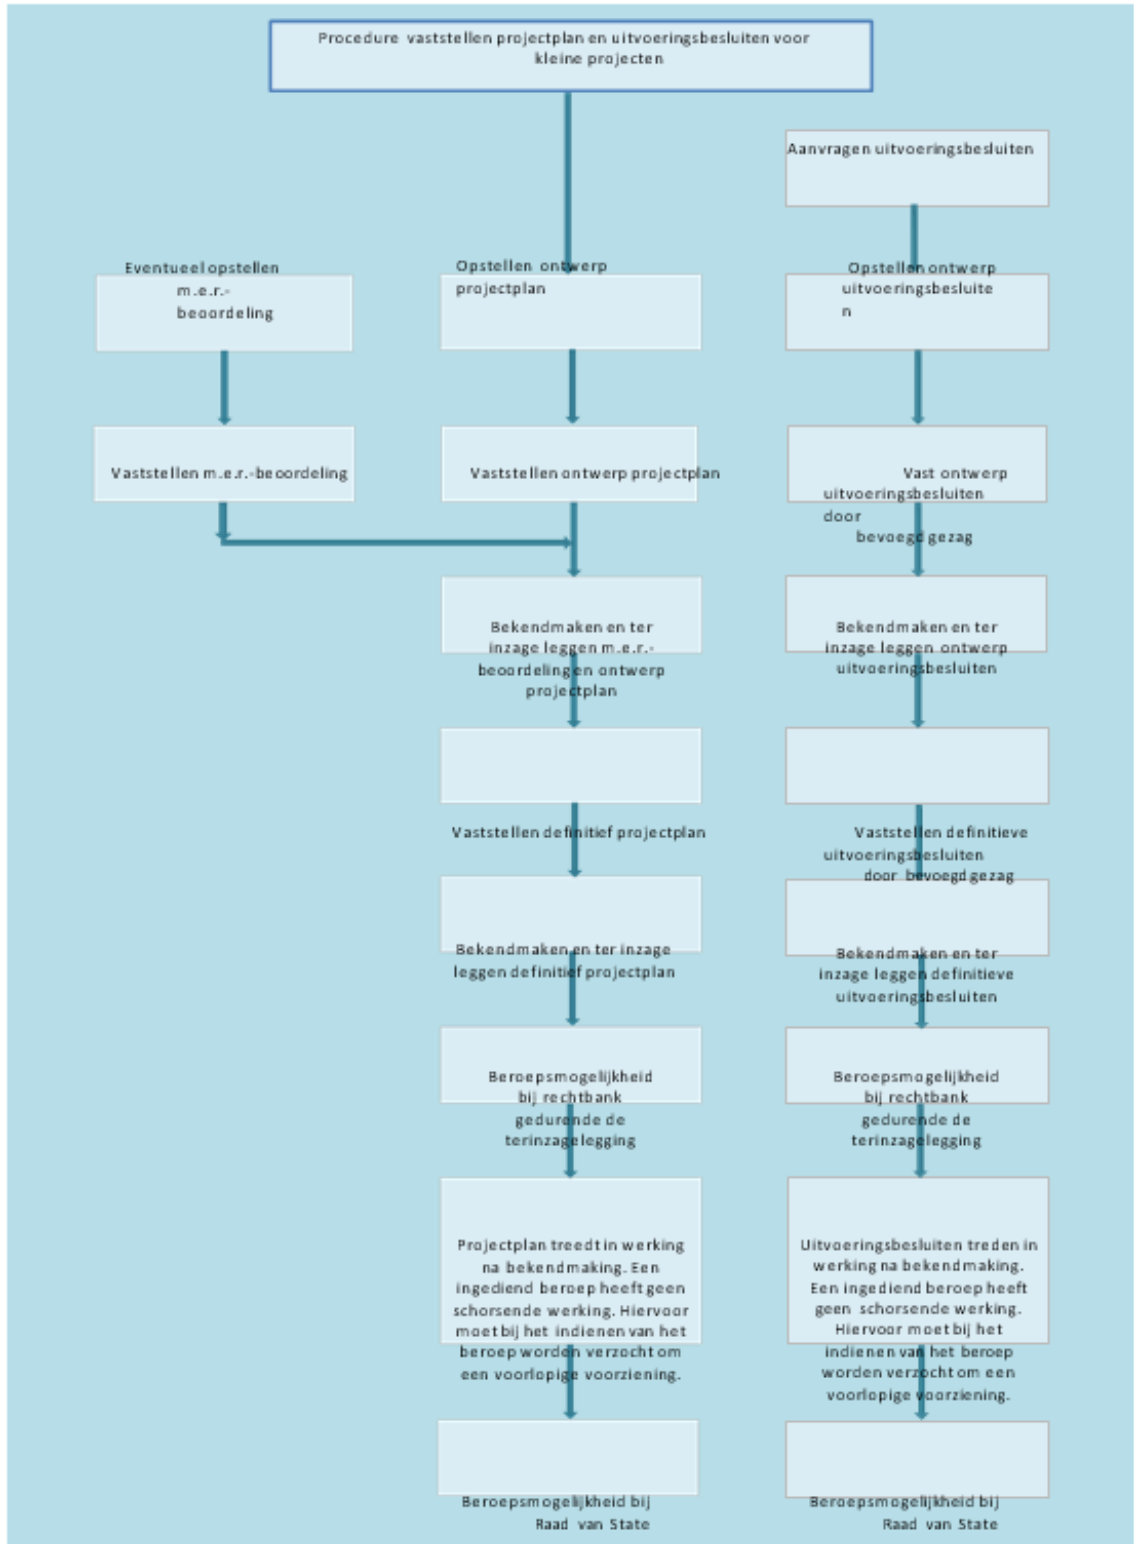 Procedure vaststellen projectplan en uitvoeringsbesluiten voor
kleine projecten
Aanvragen uitvoeringsbesluiten
Eventueel opstellen
m.e.r.-
beoordeling
Opstellen ontwerp
projectplan
Opstellen ontwerp
uitvoeringsbesluite
n
Vaststellen m.e.r.-beoordeling
Vaststellen ontwerp projectplan
Vast ontwerp
uitvoeringsbesluiten
door
bevoegd gezag
Bekendmaken en ter
inzage leggen m.e.r.-
beoordeling en ontwerp
projectplan
Bekendmaken en ter
inzage leggen ontwerp
uitvoeringsbesluiten
Vaststellen definitief projectplan
Vaststellen definitieve
uitvoeringsbesluiten
door bevoegd gezag
Bekendmaken en ter inzage
leggen definitief projectplan
Bekendmaken en ter
inzage leggen definitieve
uitvoeringsbesluiten
Beroepsmogelijkheid
bij rechtbank
gedurende de
terinzagelegging
Beroepsmogelijkheid
bij rechtbank
gedurende de
terinzagelegging
Projectplan treedt in werking
na bekendmaking. Een
ingediend beroep heeft geen
schorsende werking. Hiervoor
moet bij het indienen van het
beroep worden verzocht om
een voorlopige voorziening.
Uitvoeringsbesluiten treden in
werking na bekendmaking.
Een ingediend beroep heeft
geen schorsende werking.
Hiervoor moet bij het
indienen van het beroep
worden verzocht om een
voorlopige voorziening.
Beroepsmogelijkheid bij
Raad van State
Beroepsmogelijkheid bij
Raad van State